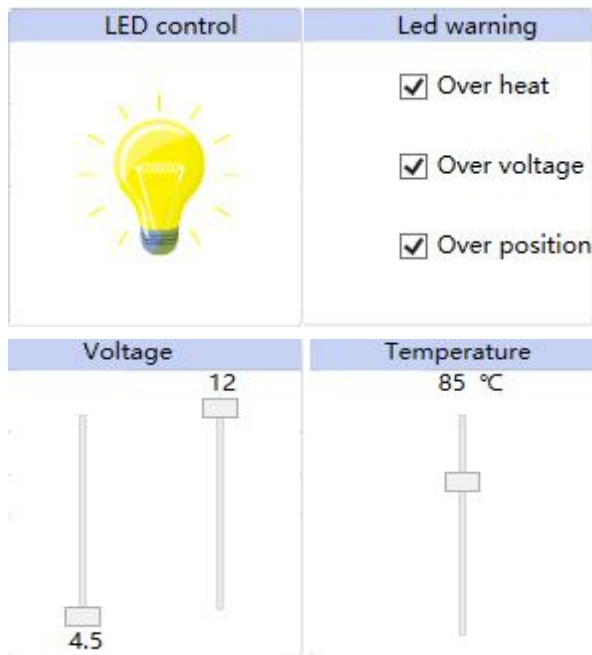 LED control
Led warning
Over heat
Over voltage
Over position
Voltage
12
4.5
Temperature
85 ℃